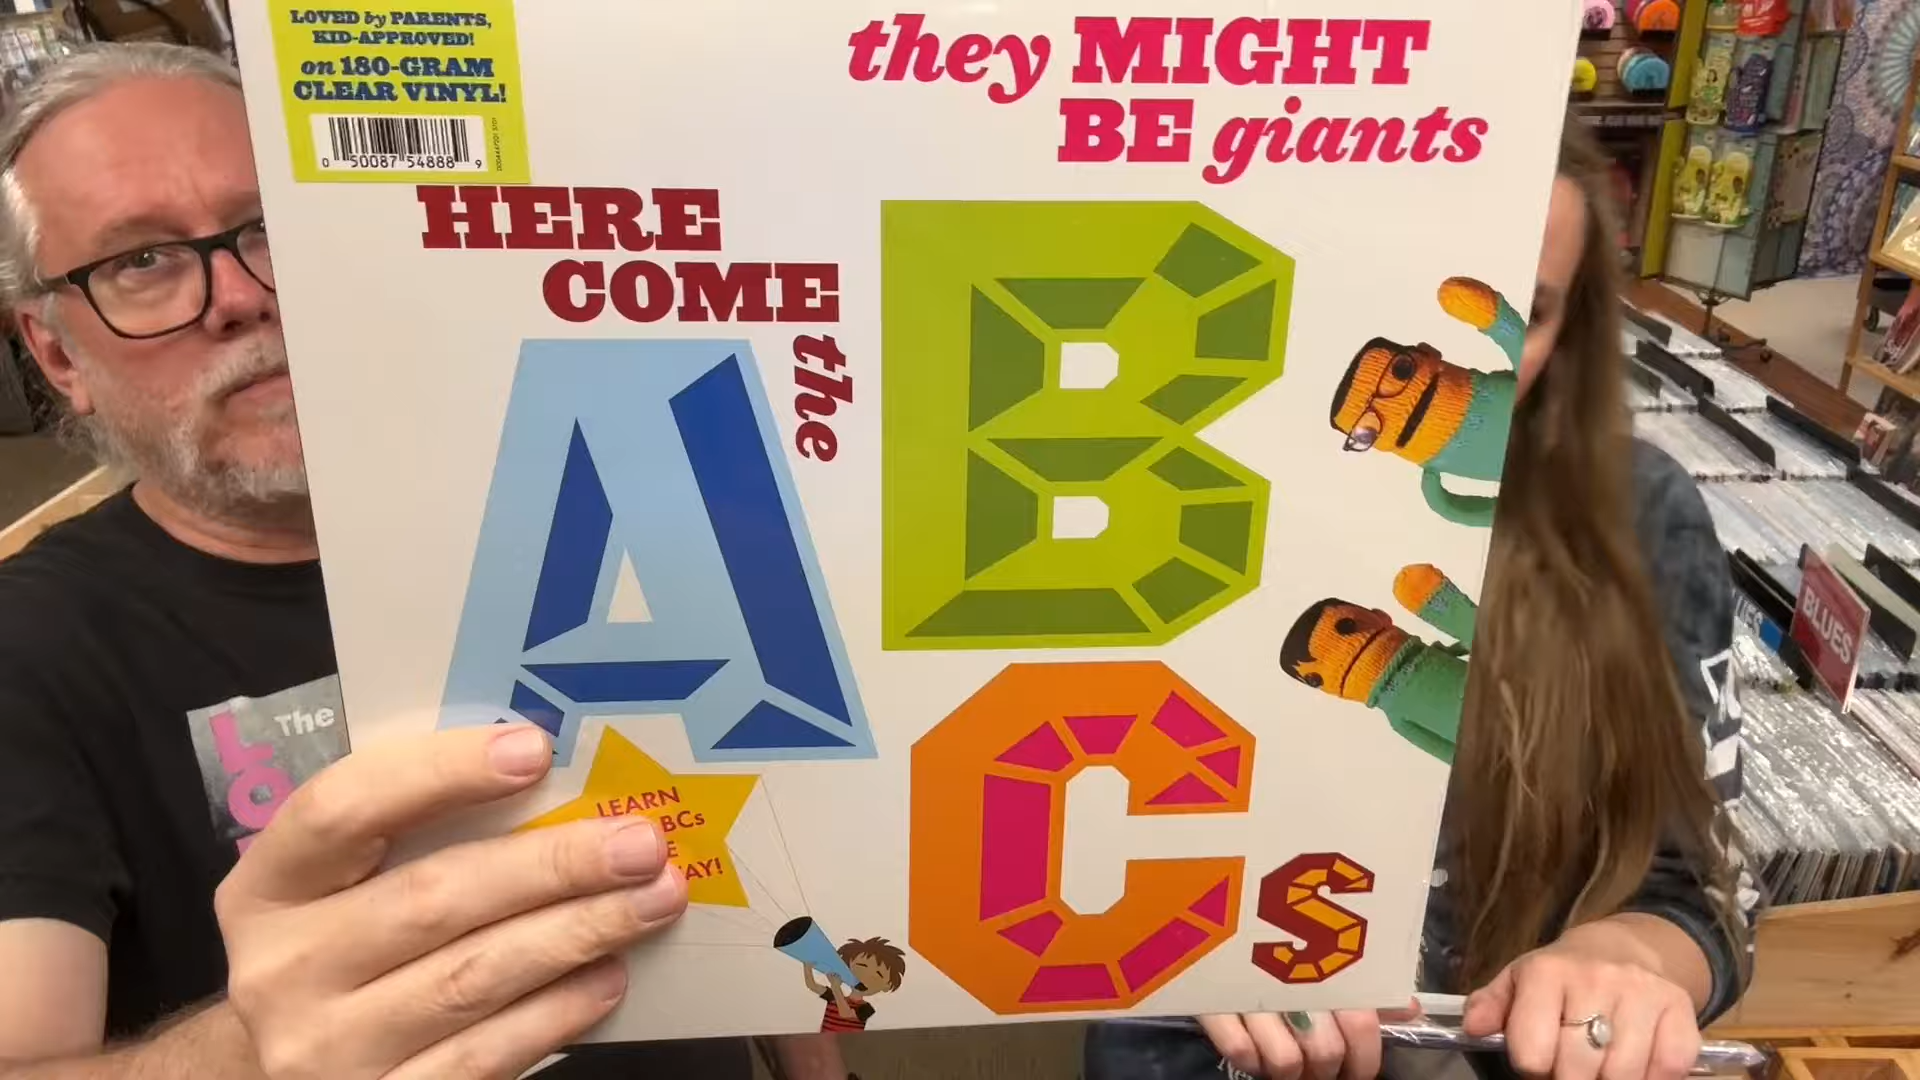 LOVED by PARENTS,
KID-APPROVED!
on 180-GRAM
CLEAR VINYL!
0 50087 54888 9
they MIGHT
BE giants
HERE
COME
the
A
B
Cs
LEARN
BCs
AY!
The
BLUES